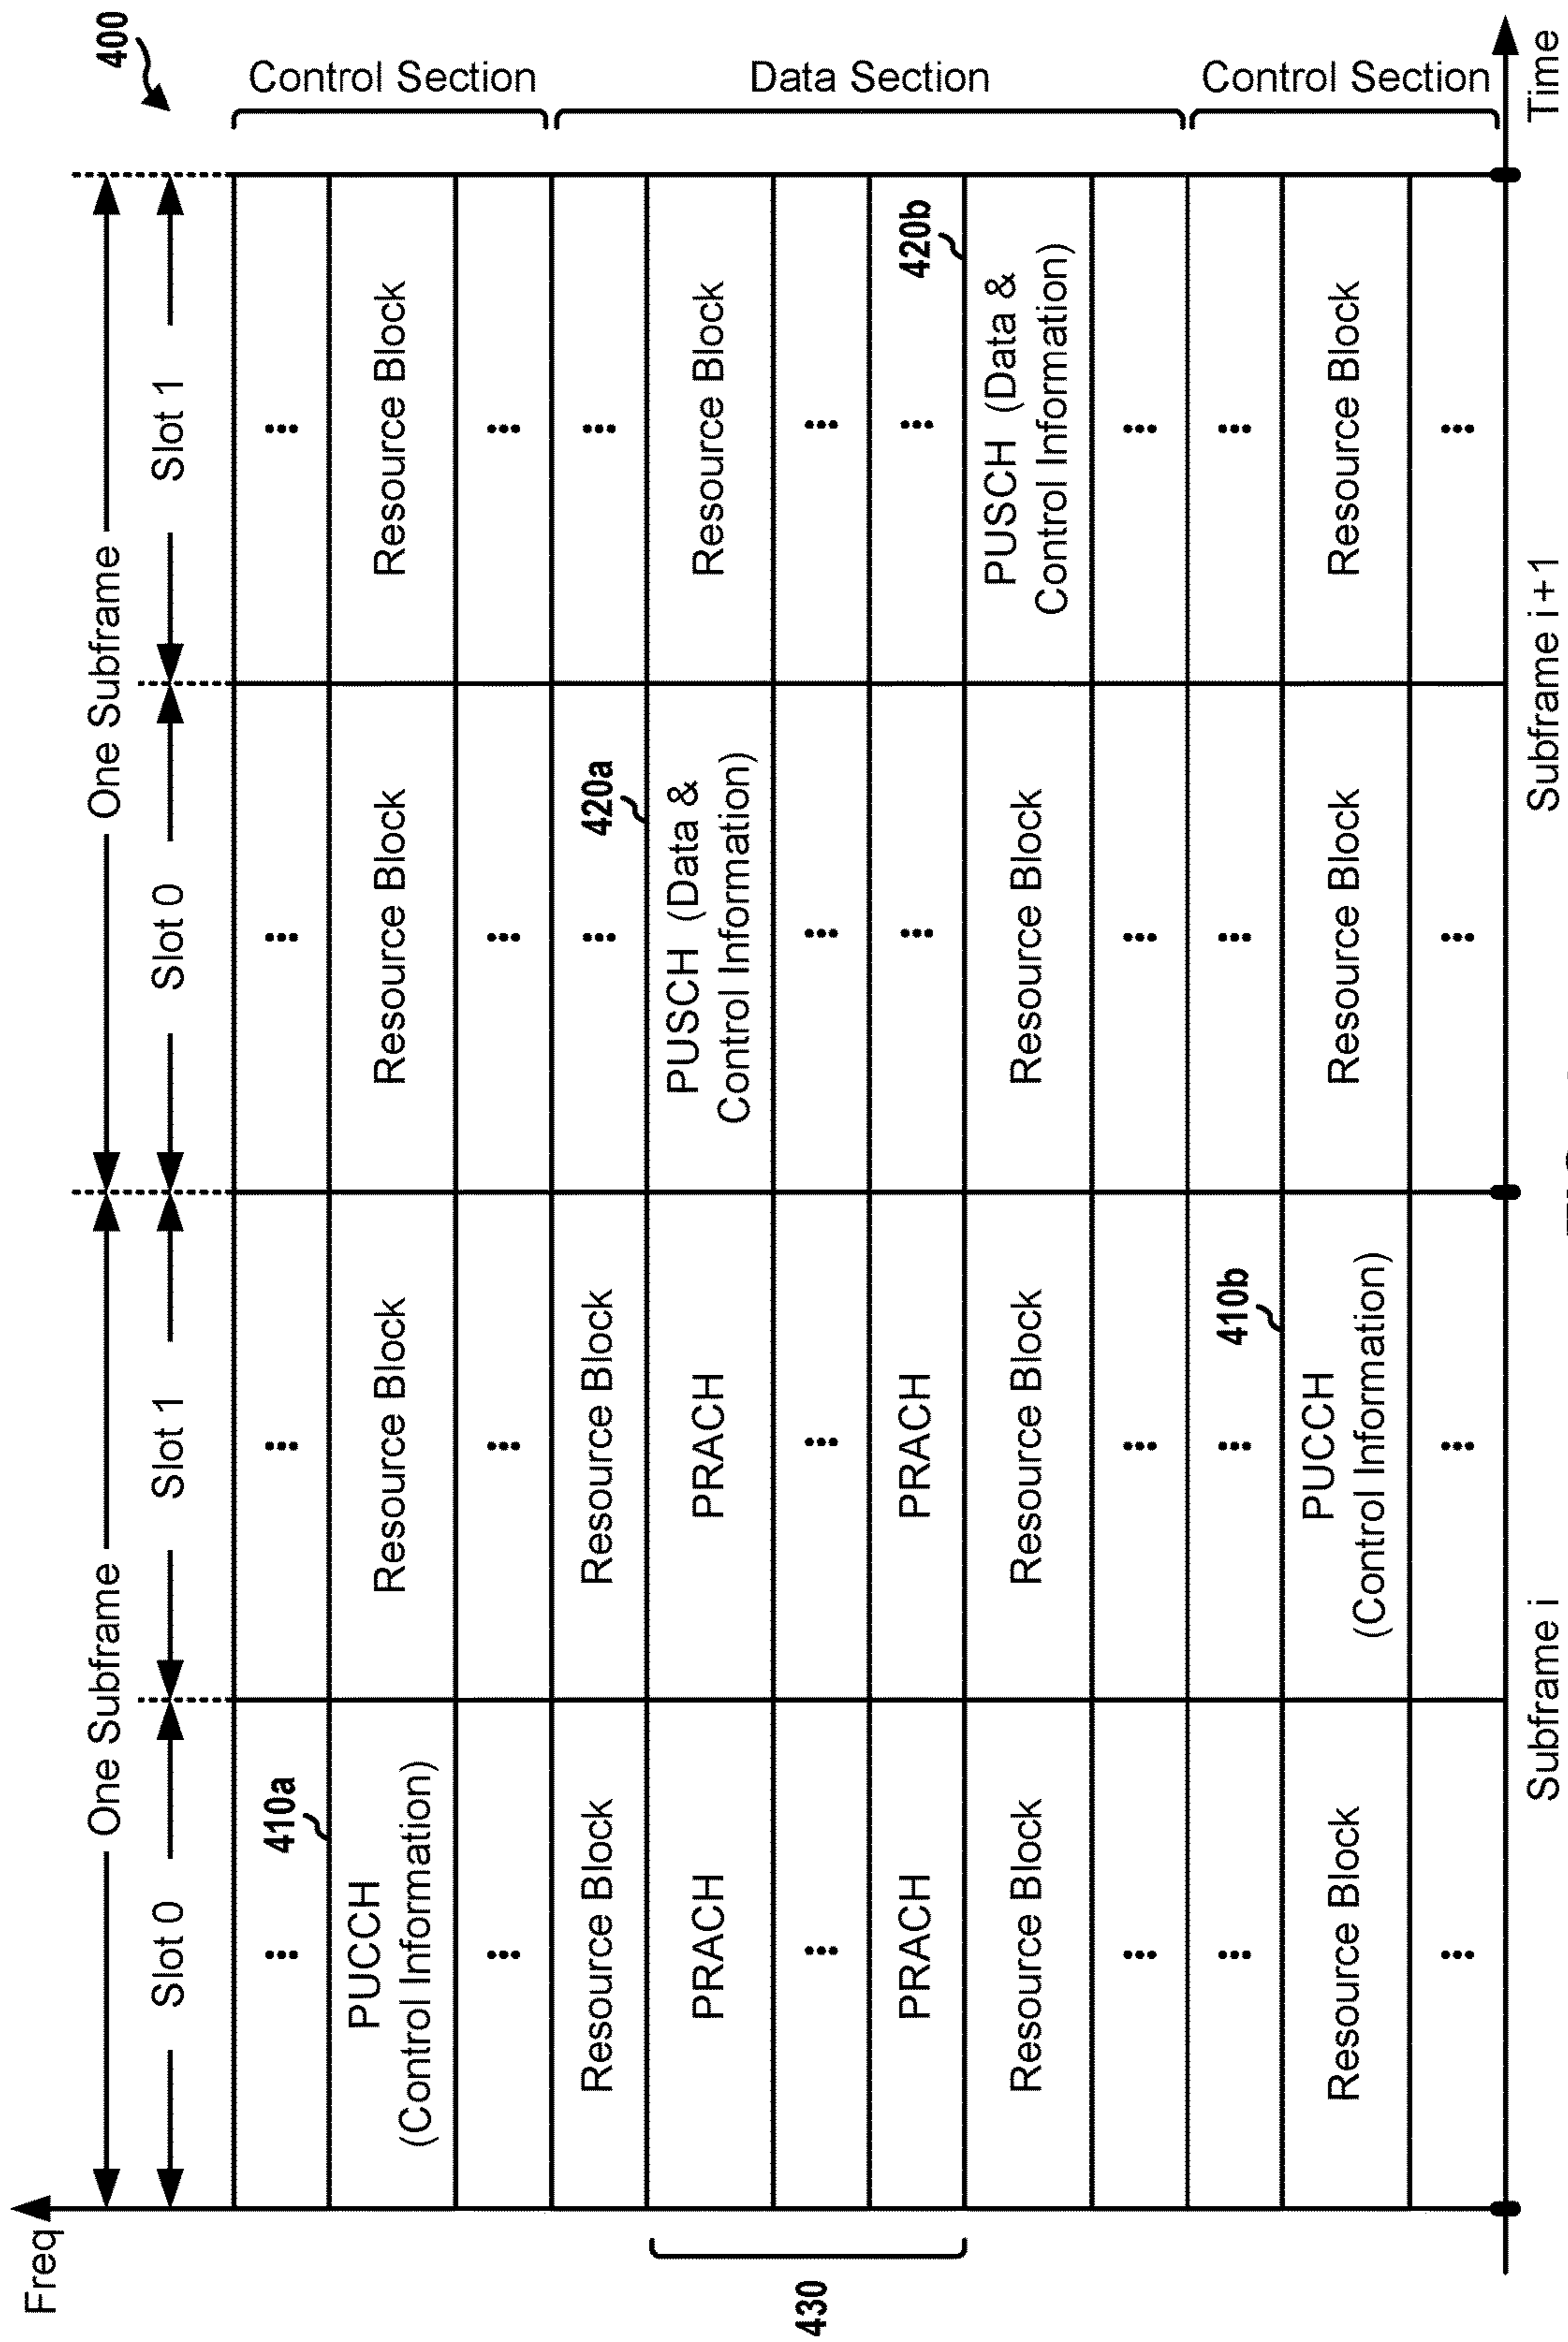 400
Freq
One Subframe
One Subframe
Slot 0
Slot 1
Slot 0
Slot 1
... ... ... ...
410a
PUCCH
(Control Information)
Resource Block
Resource Block
Resource Block
Control Section
... ... ... ...
Resource Block
Resource Block
... ...
420a
PRACH
PRACH
PUSCH (Data &
Control Information)
Resource Block
430
... ... ... ...
Data Section
PRACH
PRACH
... ...
420b
Resource Block
Resource Block
Resource Block
PUSCH (Data &
Control Information)
... ... ... ...
... ... ... ...
410b
Resource Block
PUCCH
(Control Information)
Resource Block
Resource Block
Control Section
... ... ... ...
Subframe i
Subframe i + 1
Time